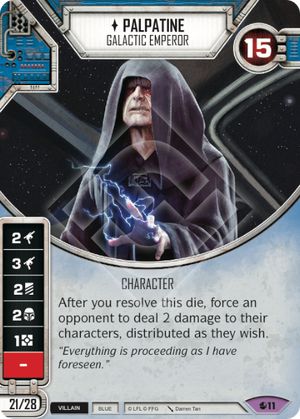 PALPATINE
GALACTIC EMPEROR
15
2
3
2
2
1
-
CHARACTER
After you resolve this die, force an
opponent to deal 2 damage to their
characters, distributed as they wish.
"Everything is proceeding as I have
foreseen."
21/28
VILLAIN
BLUE
© LFL © FFG
Darren Tan
11